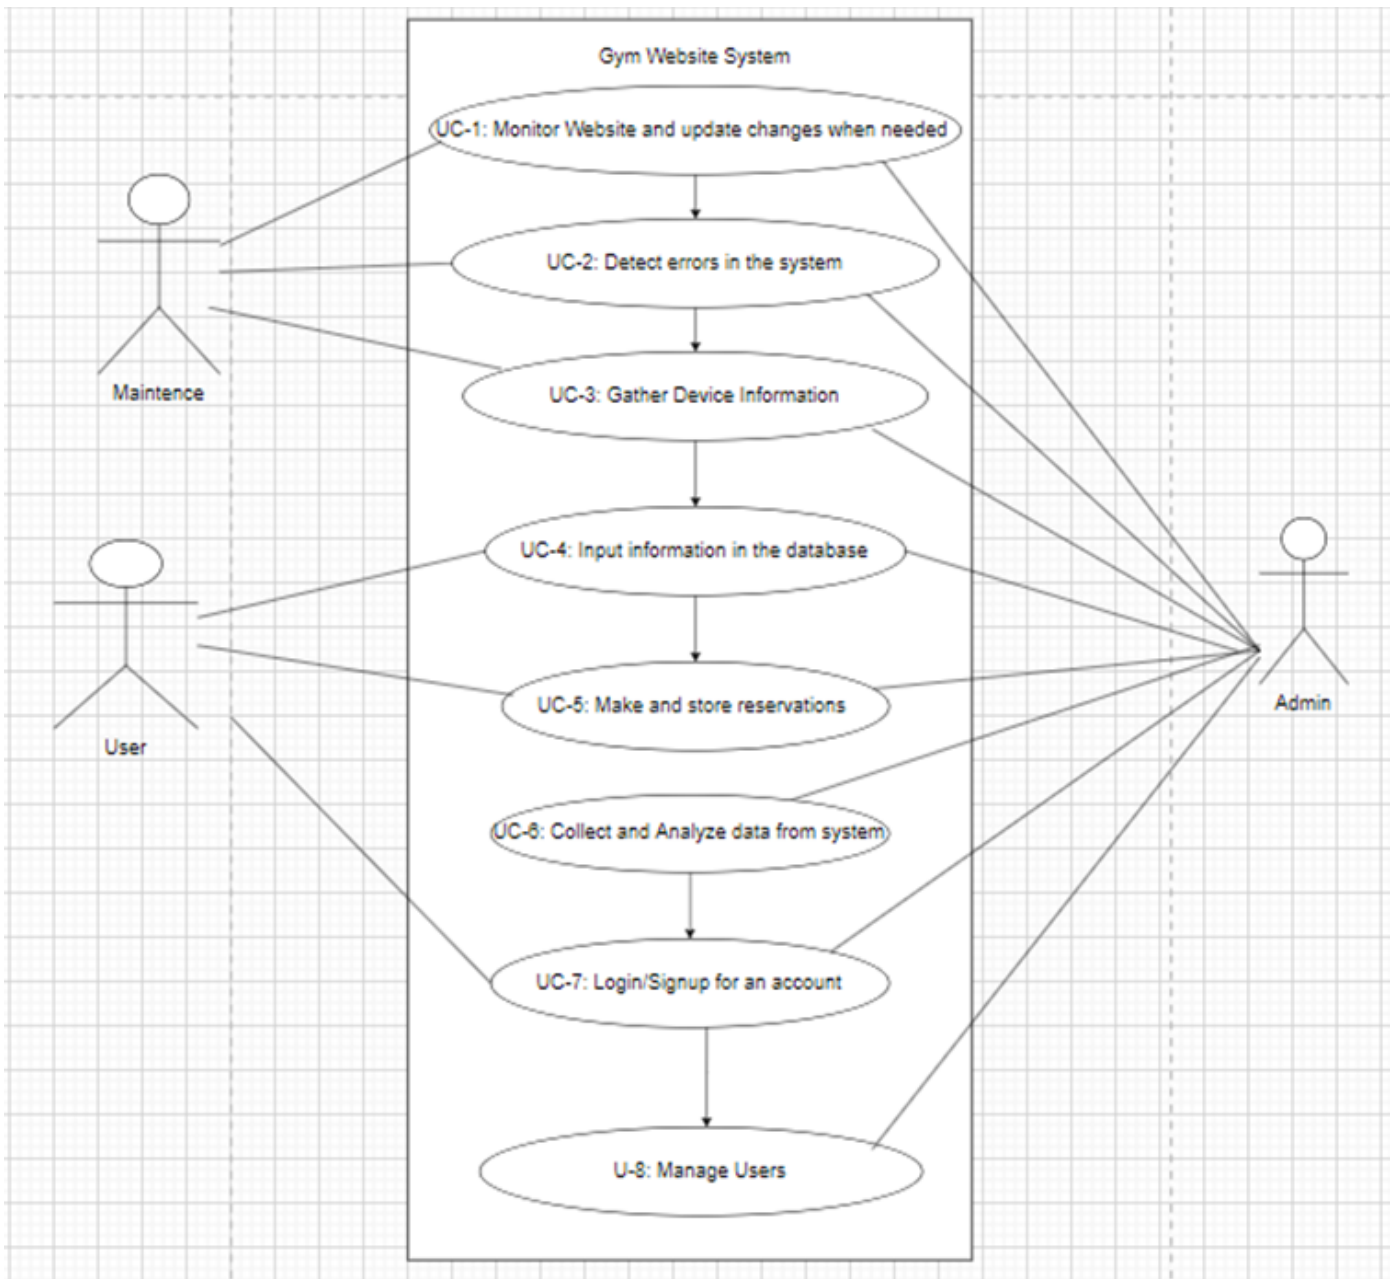 Gym Website System
UC-1: Monitor Website and update changes when needed
UC-2: Detect errors in the system
UC-3: Gather Device Information
Maintence
UC-4: Input information in the database
UC-5: Make and store reservations
Admin
User
UC-6: Collect and Analyze data from system
UC-7: Login/Signup for an account
U-8: Manage Users